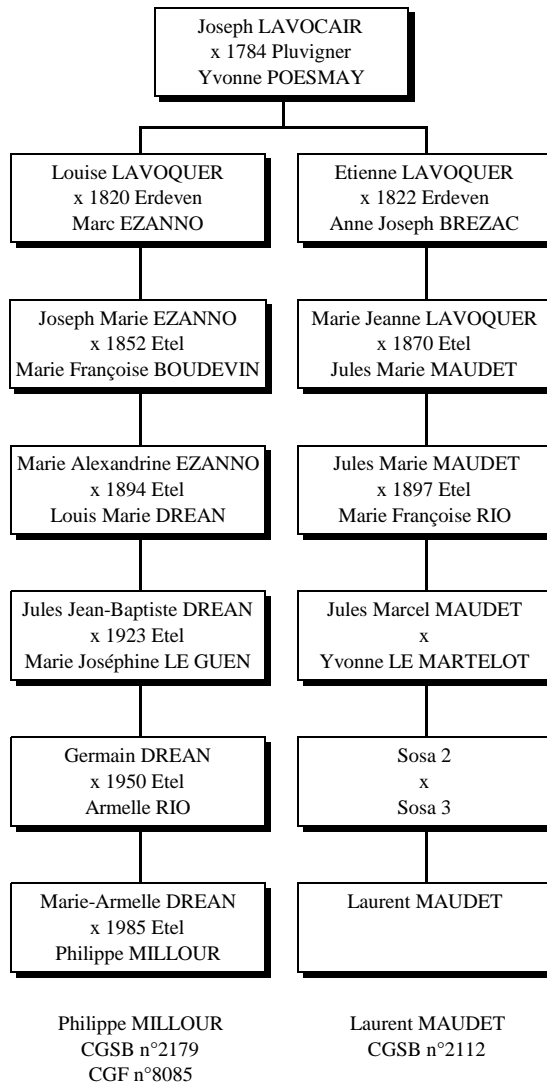 Joseph LAVOCAIR
x 1784 Pluvigner
Yvonne POESMAY
Louise LAVOQUER
x 1820 Erdeven
Marc EZANNO
Etienne LAVOQUER
x 1822 Erdeven
Anne Joseph BREZAC
Joseph Marie EZANNO
x 1852 Etel
Marie Françoise BOUDEVIN
Marie Jeanne LAVOQUER
x 1870 Etel
Jules Marie MAUDET
Marie Alexandrine EZANNO
x 1894 Etel
Louis Marie DREAN
Jules Marie MAUDET
x 1897 Etel
Marie Françoise RIO
Jules Jean-Baptiste DREAN
x 1923 Etel
Marie Joséphine LE GUEN
Jules Marcel MAUDET
x
Yvonne LE MARTELOT
Germain DREAN
x 1950 Etel
Armelle RIO
Sosa 2
x
Sosa 3
Marie-Armelle DREAN
x 1985 Etel
Philippe MILLOUR
Laurent MAUDET
Philippe MILLOUR
CGSB n°2179
CGF n°8085
Laurent MAUDET
CGSB n°2112